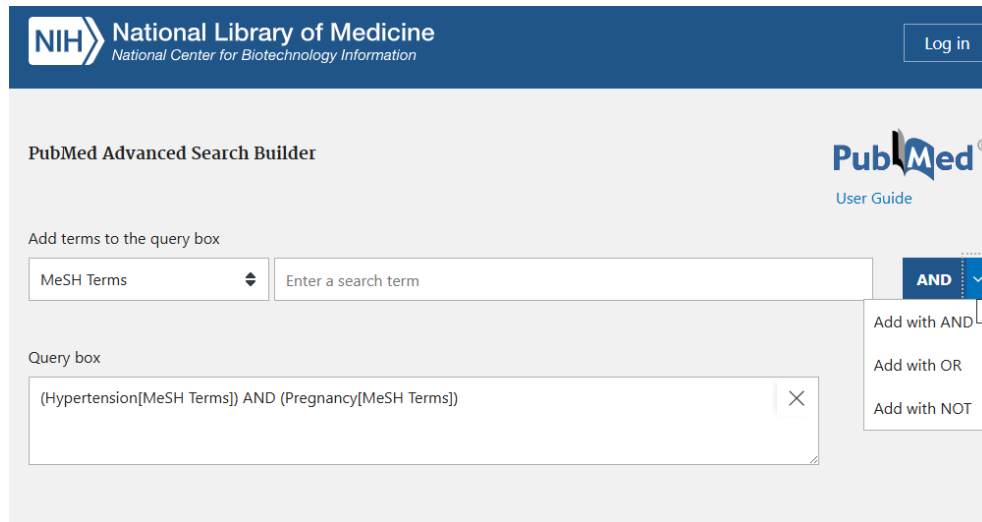 NIH National Library of Medicine
National Center for Biotechnology Information
Log in
PubMed Advanced Search Builder
PubMed®
User Guide
Add terms to the query box
MeSH Terms
Enter a search term
AND
Add with AND
Add with OR
Add with NOT
Query box
(Hypertension[MeSH Terms]) AND (Pregnancy[MeSH Terms])